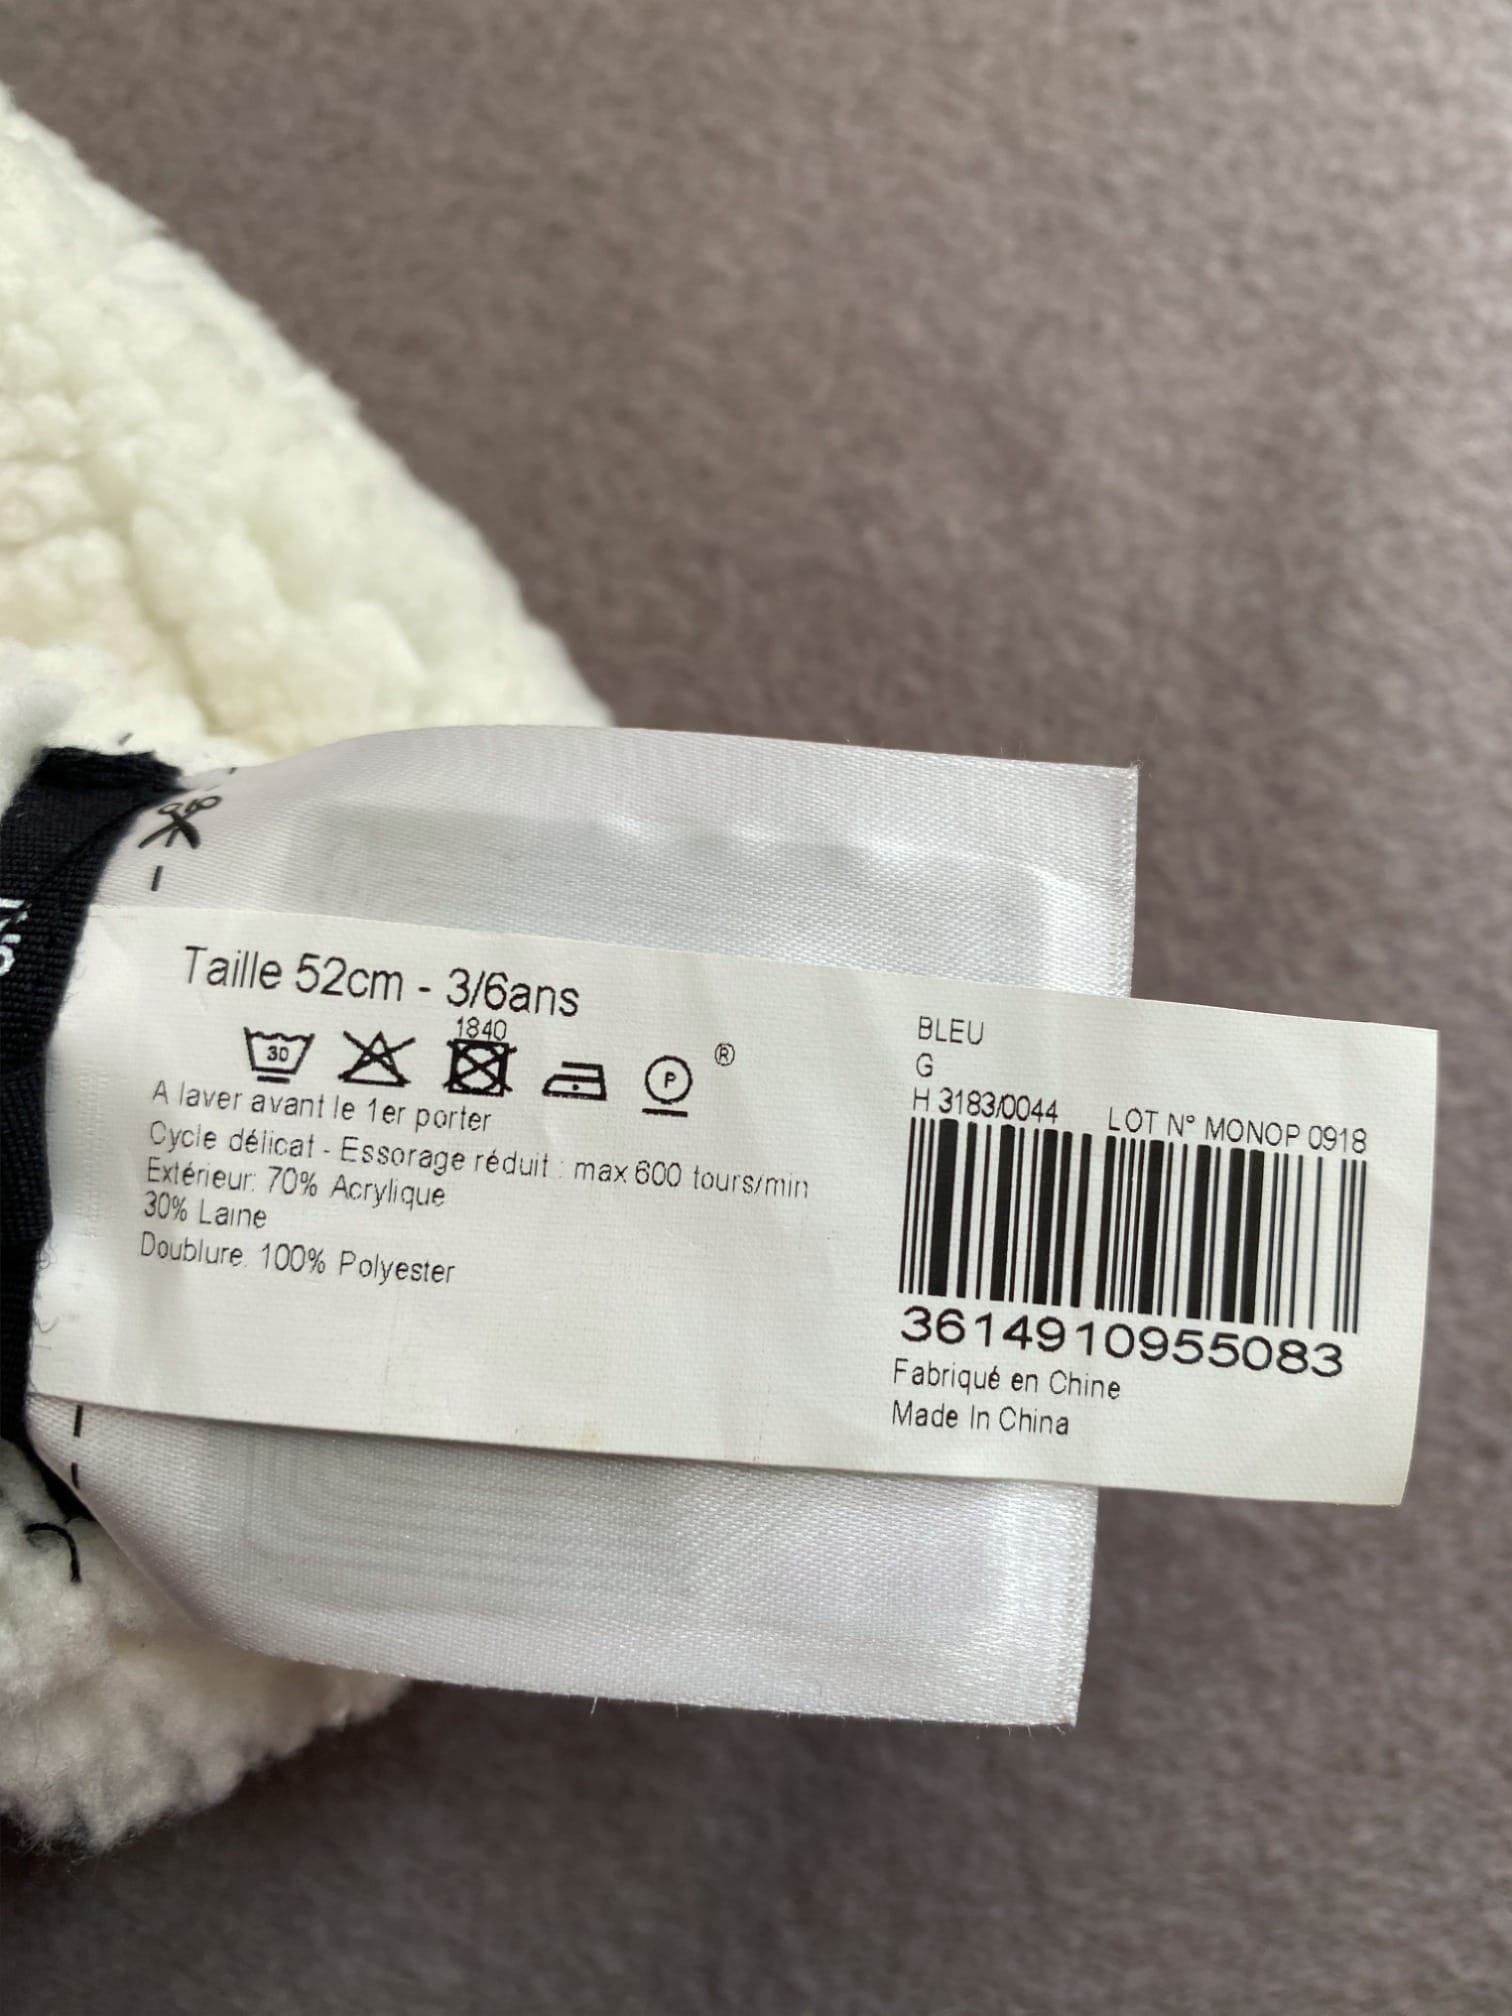 Taille 52cm - 3/6ans
1840
30
P
®
A laver avant le 1er porter
Cycle délicat - Essorage réduit : max 600 tours/min
Extérieur: 70% Acrylique
30% Laine
Doublure: 100% Polyester
BLEU
G
H 3183/0044 LOT N° MONOP 0918
3614910955083
Fabriqué en Chine
Made In China